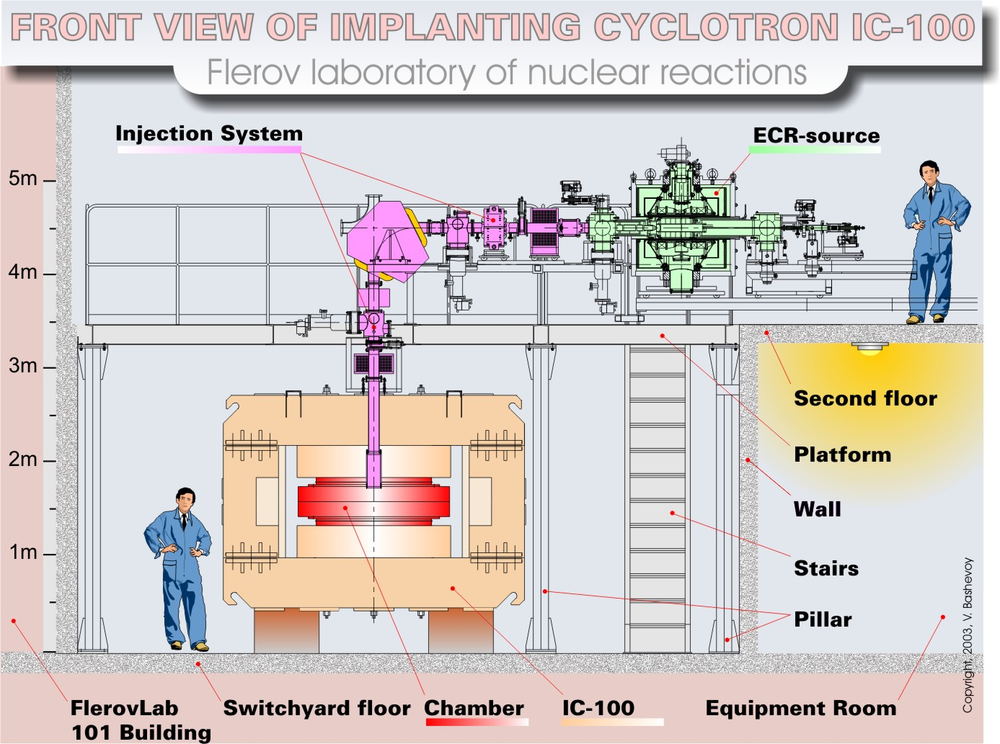 FRONT VIEW OF IMPLANTING CYCLOTRON IC-100
Flerov laboratory of nuclear reactions
Injection System
ECR-source
5m
4m
3m
2m
1m
Second floor
Platform
Wall
Stairs
Pillar
Copyright, 2003, V. Bashevoy
FlerovLab
101 Building
Switchyard floor
Chamber
IC-100
Equipment Room